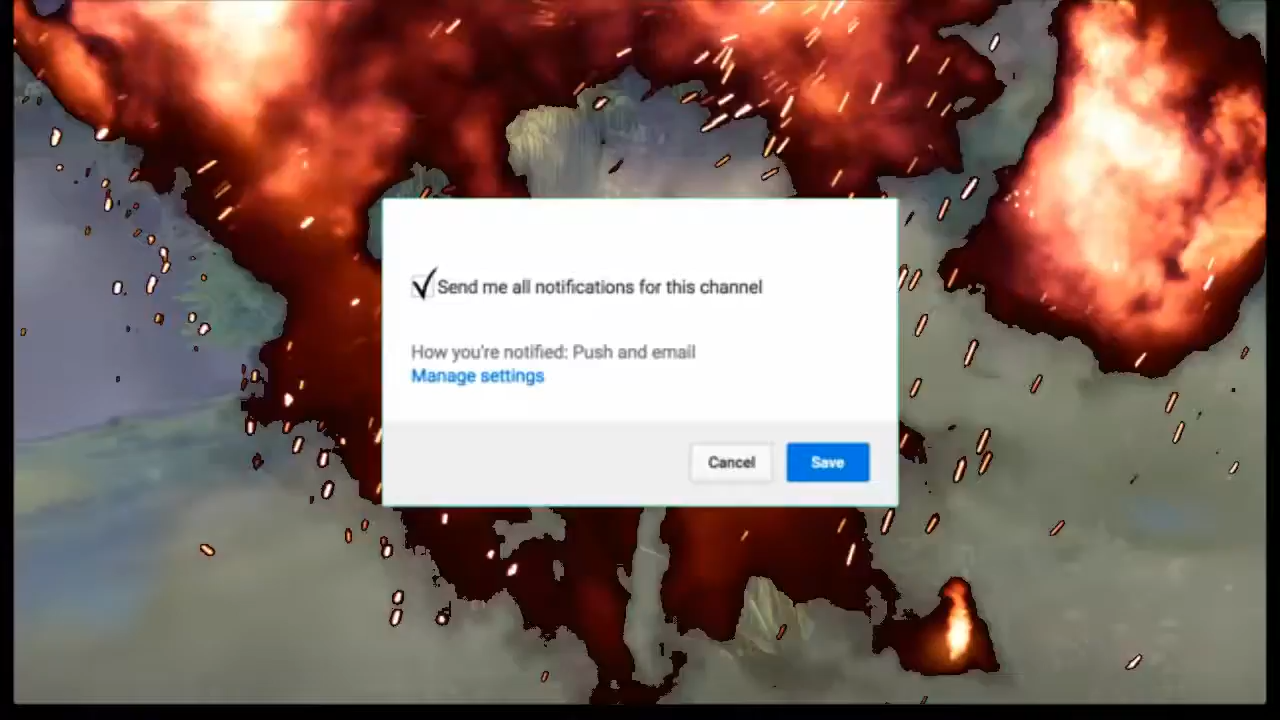 Send me all notifications for this channel
How you're notified: Push and email
Manage settings
Cancel
Save